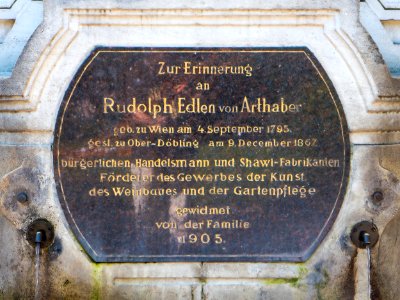 Zur Erinnerung
an
Rudolph Edlen von Arthaber
geb. zu Wien am 4. September 1795.
gest. zu Ober-Döbling am 9. December 1867.
bürgerlichen Handelsmann und Shawl-Fabrikanten
Förderer des Gewerbes der Kunst
des Weinbaues und der Gartenpflege
gewidmet
von der Familie
1905.